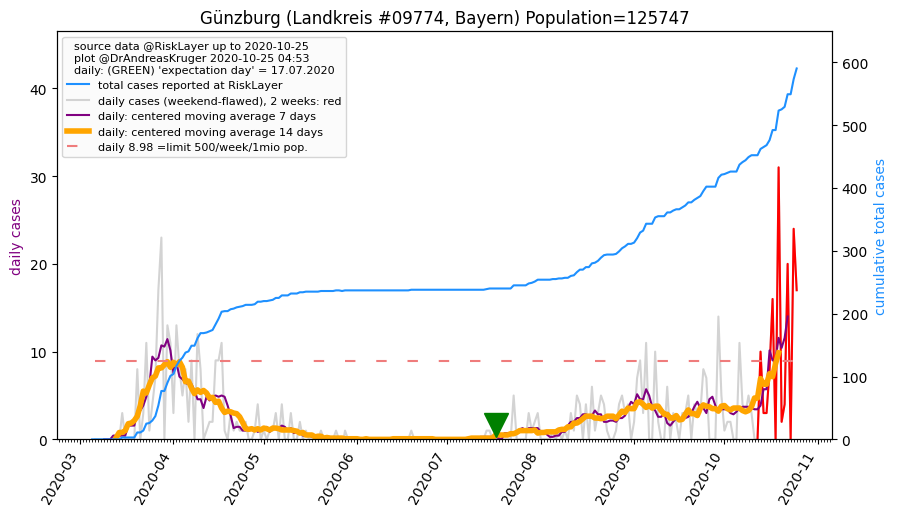 Günzburg (Landkreis #09774, Bayern) Population=125747
source data @RiskLayer up to 2020-10-25
plot @DrAndreasKruger 2020-10-25 04:53
daily: (GREEN) 'expectation day' = 17.07.2020
total cases reported at RiskLayer
daily cases (weekend-flawed), 2 weeks: red
daily: centered moving average 7 days
daily: centered moving average 14 days
daily 8.98 =limit 500/week/1mio pop.
daily cases
40
30
20
10
0
cumulative total cases
600
500
400
300
200
100
0
2020-03
2020-04
2020-05
2020-06
2020-07
2020-08
2020-09
2020-10
2020-11